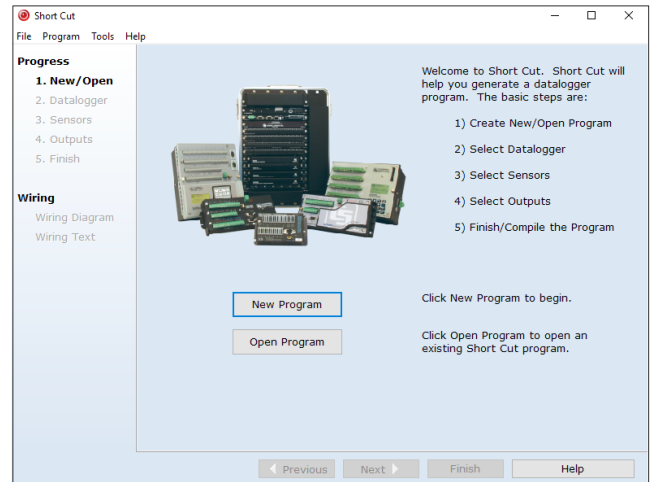 Short Cut
File Program Tools Help
Progress
1. New/Open
2. Datalogger
3. Sensors
4. Outputs
5. Finish
Wiring
Wiring Diagram
Wiring Text
Welcome to Short Cut. Short Cut will
help you generate a datalogger
program. The basic steps are:
1) Create New/Open Program
2) Select Datalogger
3) Select Sensors
4) Select Outputs
5) Finish/Compile the Program
New Program
Click New Program to begin.
Open Program
Click Open Program to open an
existing Short Cut program.
Previous Next Finish Help